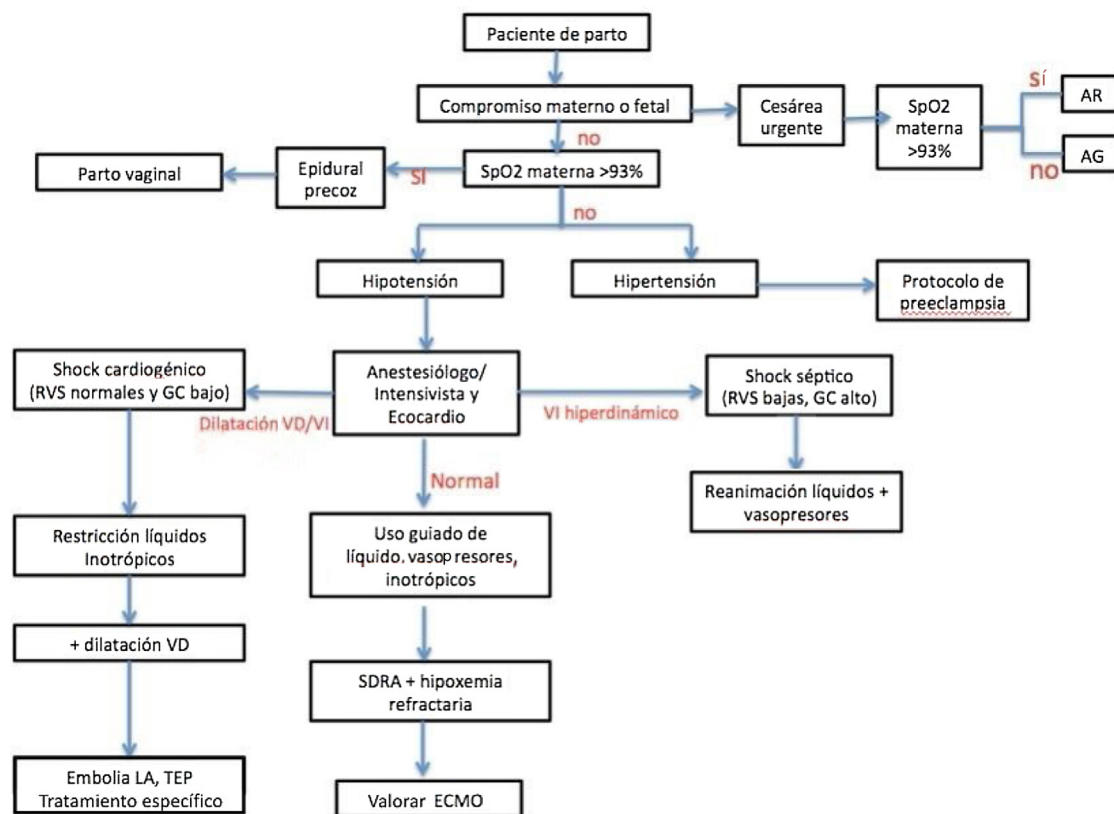 Paciente de parto
Compromiso materno o fetal
Cesárea
urgente
SpO2
materna
>93%
sí
AR
no
AG
no
SpO2 materna >93%
SI
Epidural
precoz
Parto vaginal
no
Hipotensión
Hipertensión
Protocolo de
preeclampsia
Shock cardiogénico
(RVS normales y GC bajo)
Dilatación VD/VI
Anestesiólogo/
Intensivista y
Ecocardio
VI hiperdinámico
Shock séptico
(RVS bajas, GC alto)
Normal
Reanimación líquidos +
vasopresores
Restricción líquidos
Inotrópicos
Uso guiado de
líquido, vasopresores,
inotrópicos
+ dilatación VD
SDRA + hipoxemia
refractaria
Embolia LA, TEP
Tratamiento específico
Valorar ECMO